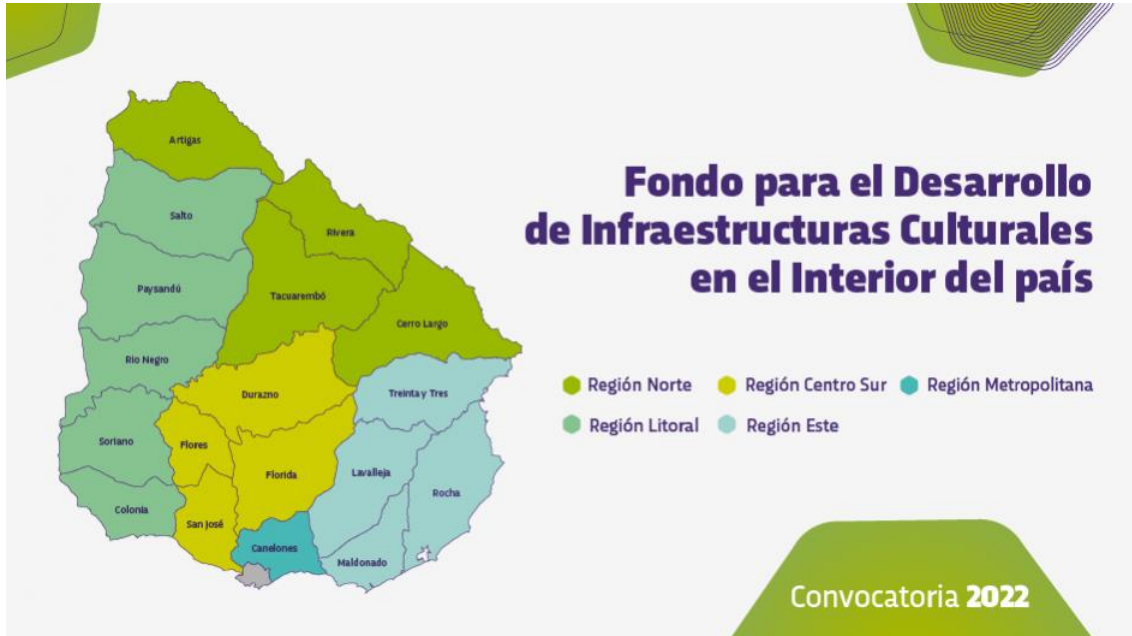 Artigas
Salto
Rivera
Paysandú
Tacuarembó
Cerro Largo
Río Negro
Durazno
Treinta y Tres
Soriano
Flores
Florida
Lavalleja
Rocha
Colonia
San José
Canelones
Maldonado
Fondo para el Desarrollo
de Infraestructuras Culturales
en el Interior del país
Región Norte
Región Centro Sur
Región Metropolitana
Región Litoral
Región Este
Convocatoria 2022